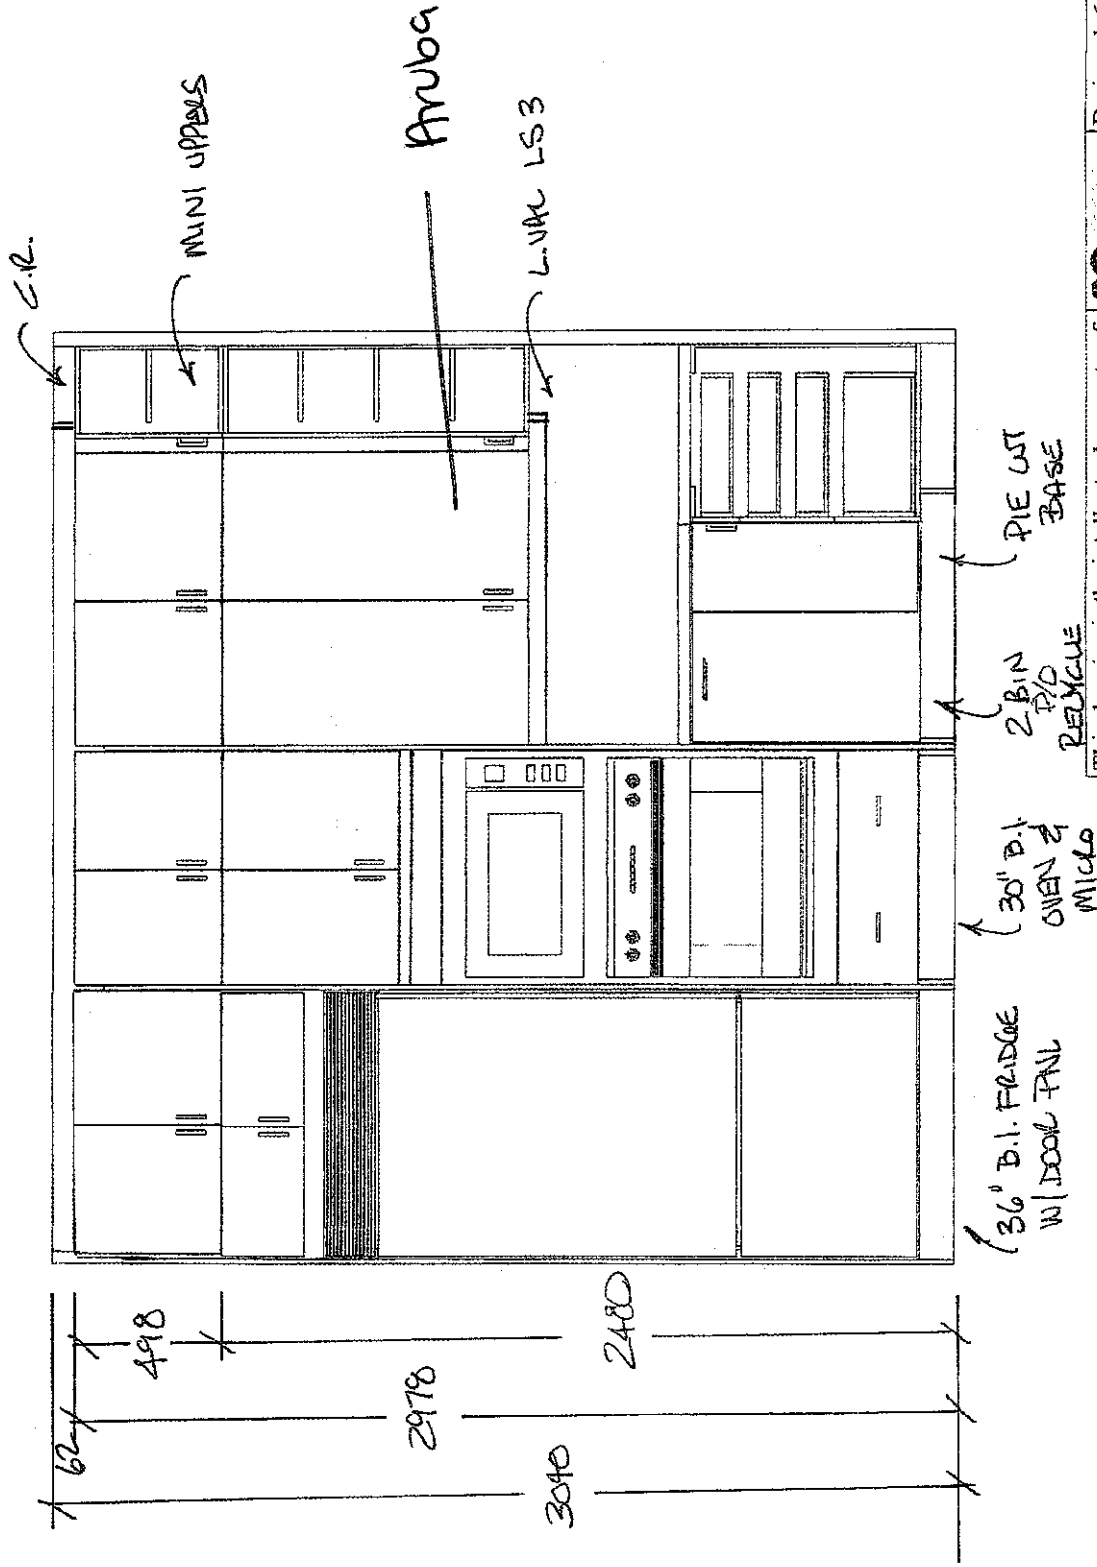 C.R.
MINI UPPERS
Aruba
L.VAL LS3
62
498
2978
2480
3040
36" B.I. FRIDGE
W/ DOOR PNL
30" B.I.
OVEN &
MICRO
2 BIN
P/O
RECYCLE
PIE CUT
BASE